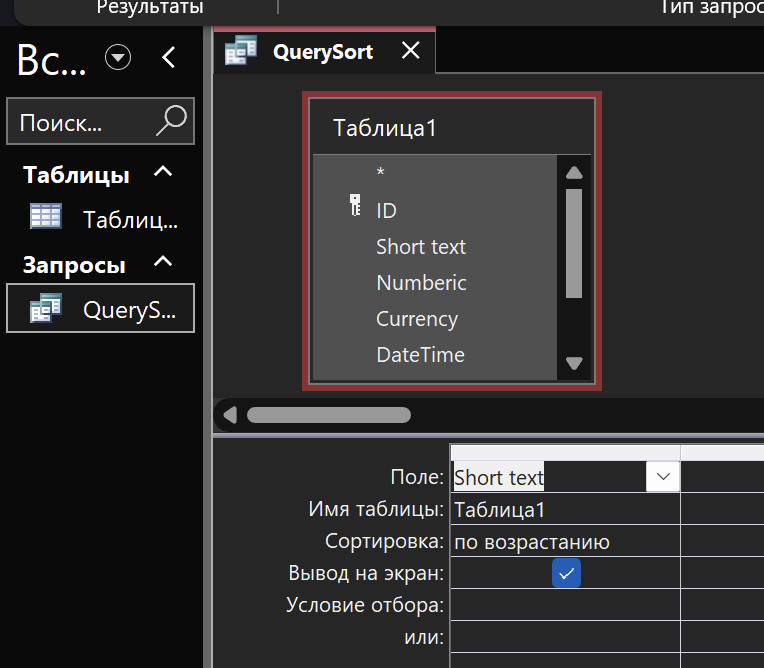 Результаты
Тип запрос
Вс...
QuerySort
Поиск...
Таблицы
Таблиц...
Запросы
QueryS...
Таблица1
*
ID
Short text
Numberic
Currency
DateTime
Поле: Short text
Имя таблицы: Таблица1
Сортировка: по возрастанию
Вывод на экран:
Условие отбора:
или: